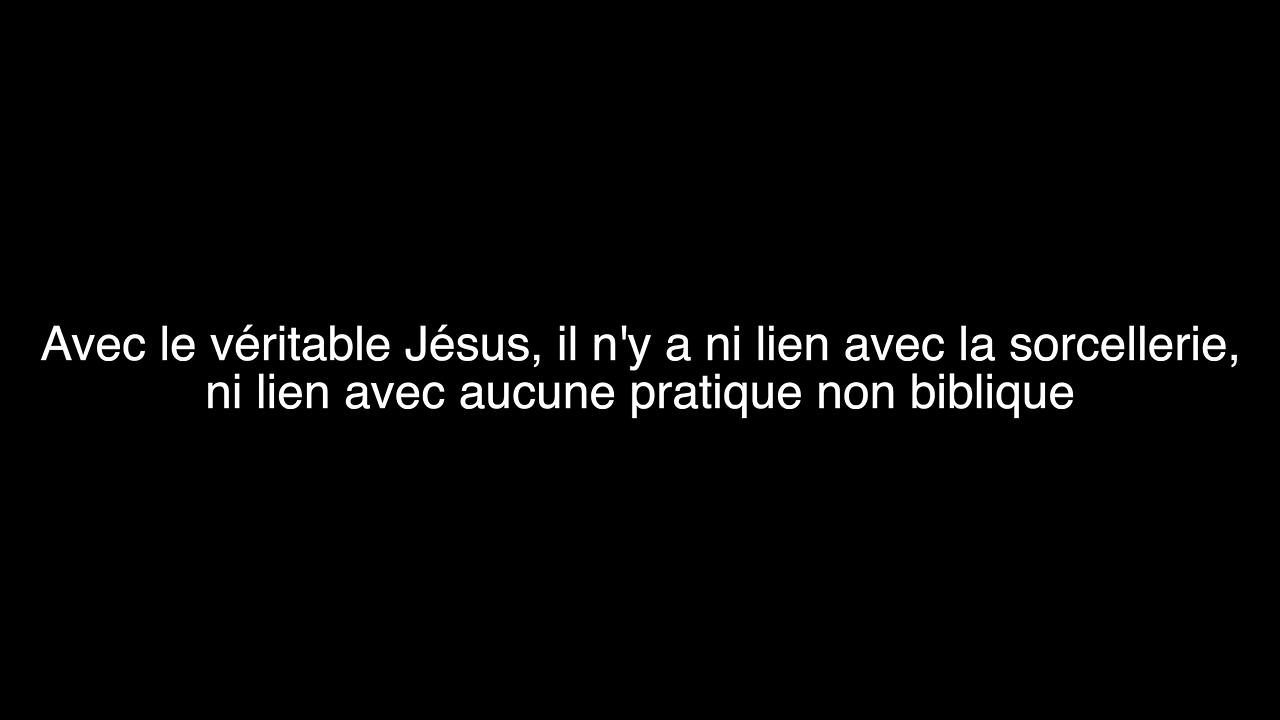 Avec le véritable Jésus, il n'y a ni lien avec la sorcellerie,
ni lien avec aucune pratique non biblique